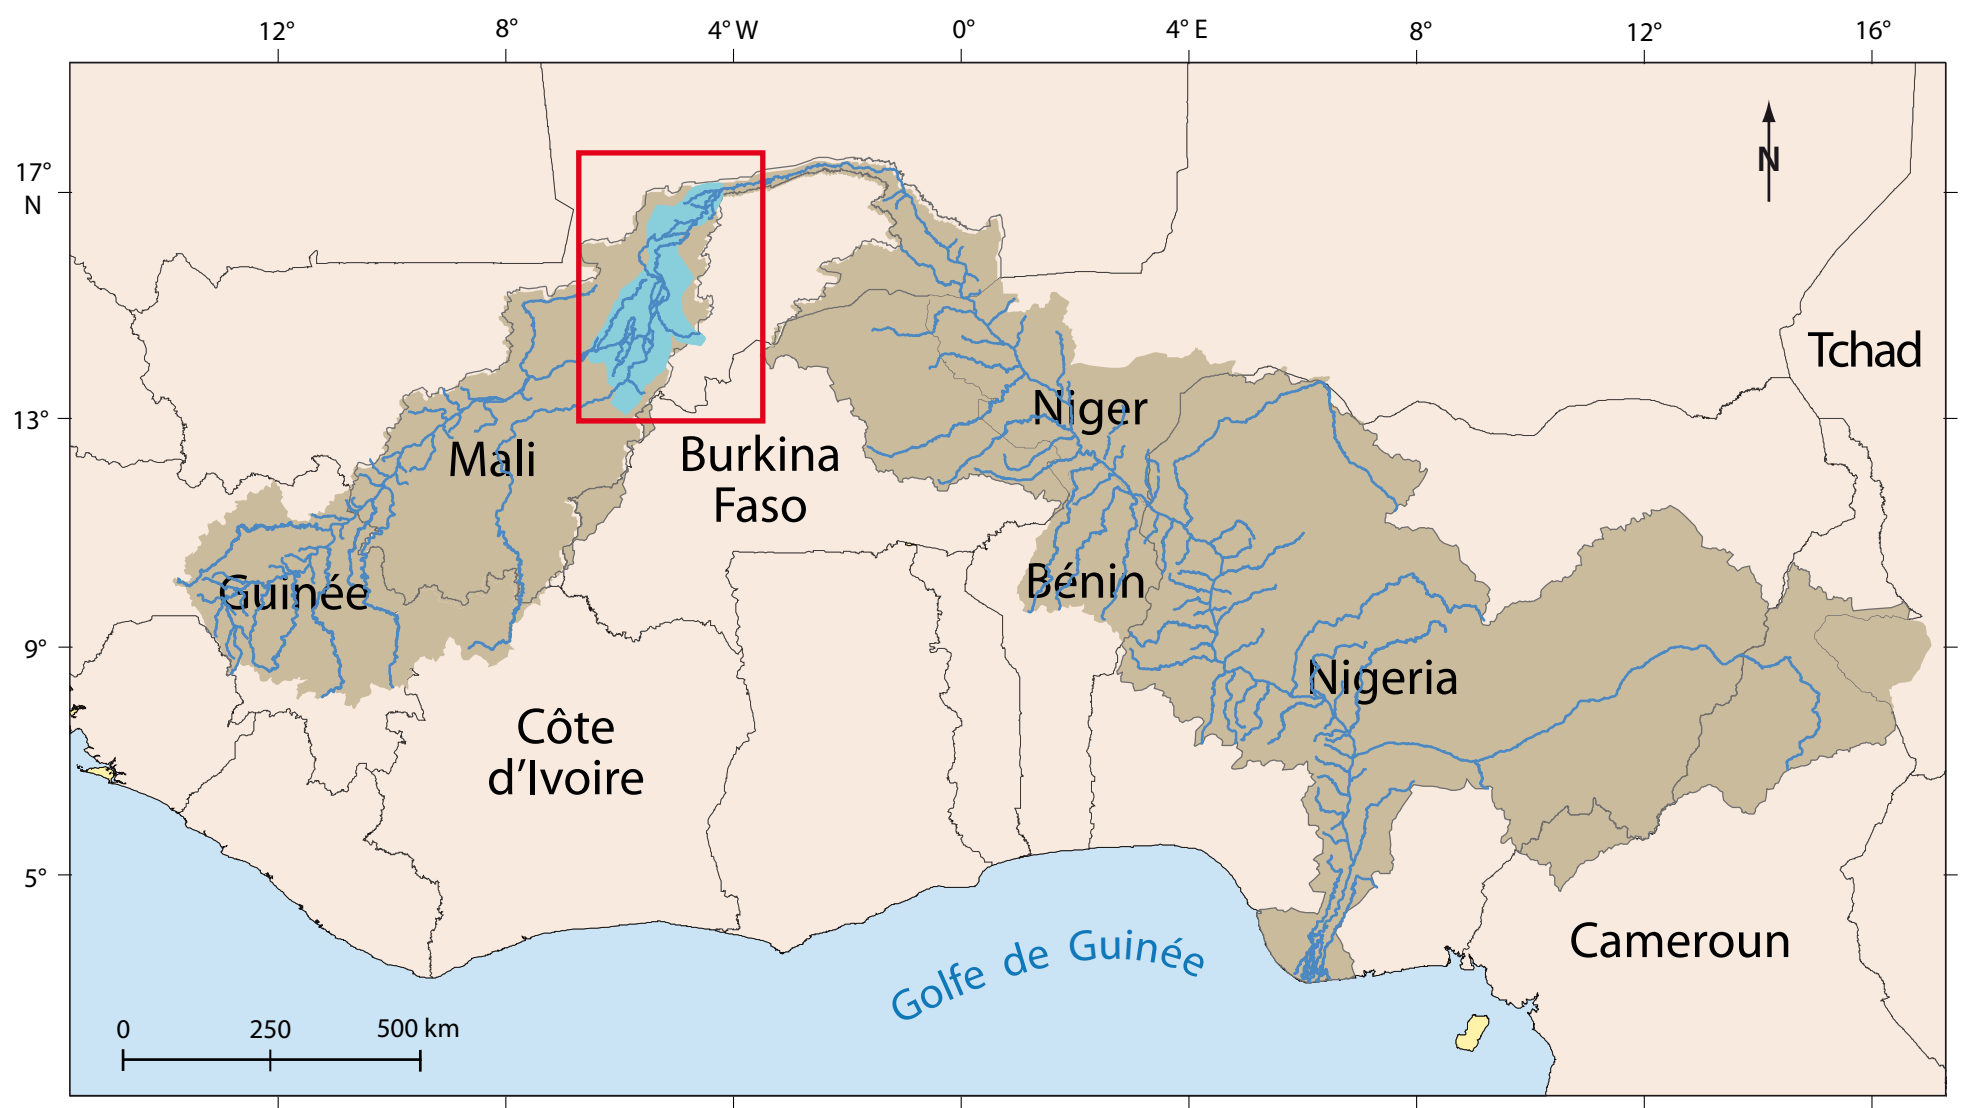 12°
8°
4° W
0°
4° E
8°
12°
16°
17°
N
N
Tchad
13°
Niger
Mali
Burkina
Faso
Guinée
Bénin
9°
Nigeria
Côte
d'Ivoire
5°
Cameroun
Golfe de Guinée
0
250
500 km